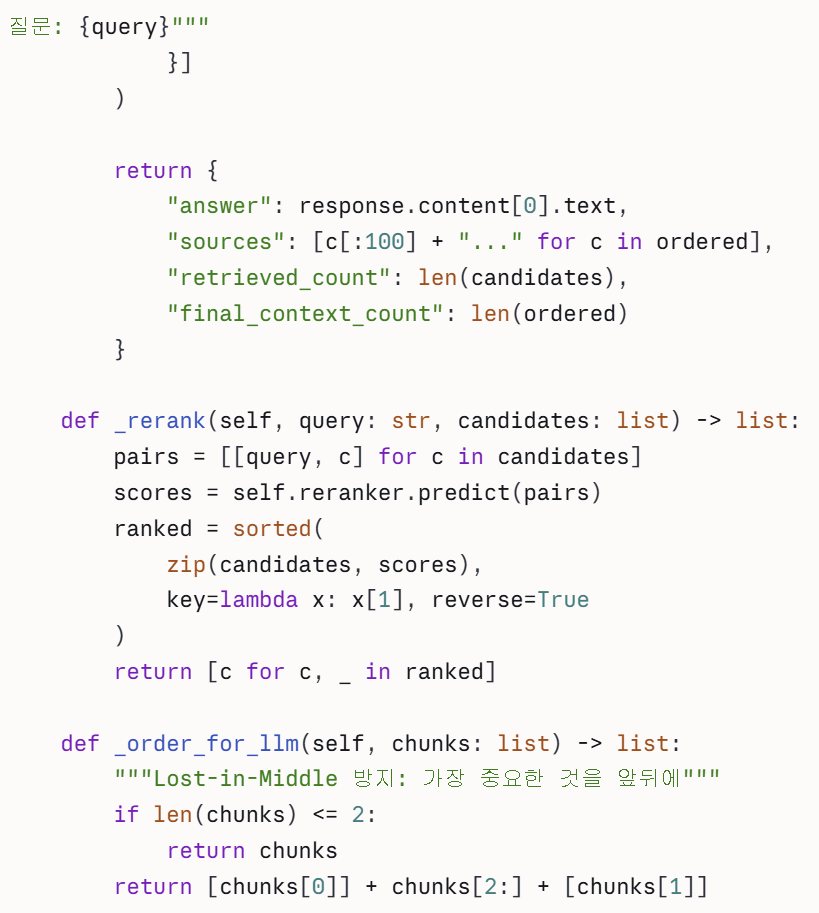 질문: {query}"""
            }]
        )

        return {
            "answer": response.content[0].text,
            "sources": [c[:100] + "..." for c in ordered],
            "retrieved_count": len(candidates),
            "final_context_count": len(ordered)
        }

    def _rerank(self, query: str, candidates: list) -> list:
        pairs = [[query, c] for c in candidates]
        scores = self.reranker.predict(pairs)
        ranked = sorted(
            zip(candidates, scores),
            key=lambda x: x[1], reverse=True
        )
        return [c for c, _ in ranked]

    def _order_for_llm(self, chunks: list) -> list:
        """Lost-in-Middle 방지: 가장 중요한 것을 앞뒤에"""
        if len(chunks) <= 2:
            return chunks
        return [chunks[0]] + chunks[2:] + [chunks[1]]